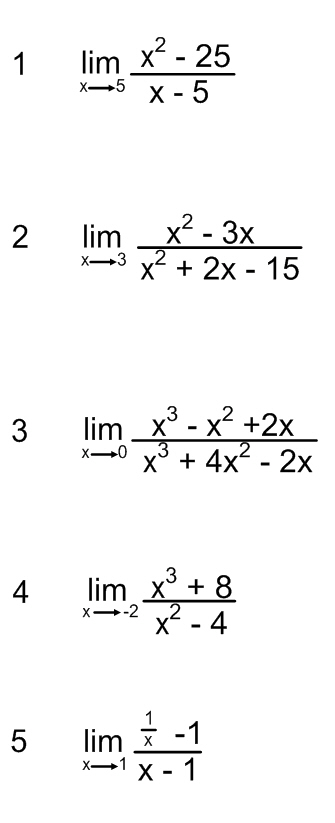 1 lim x→5 x² - 25 / x - 5
2 lim x→3 x² - 3x / x² + 2x - 15
3 lim x→0 x³ - x² +2x / x³ + 4x² - 2x
4 lim x→-2 x³ + 8 / x² - 4
5 lim x→1 1/x -1 / x - 1